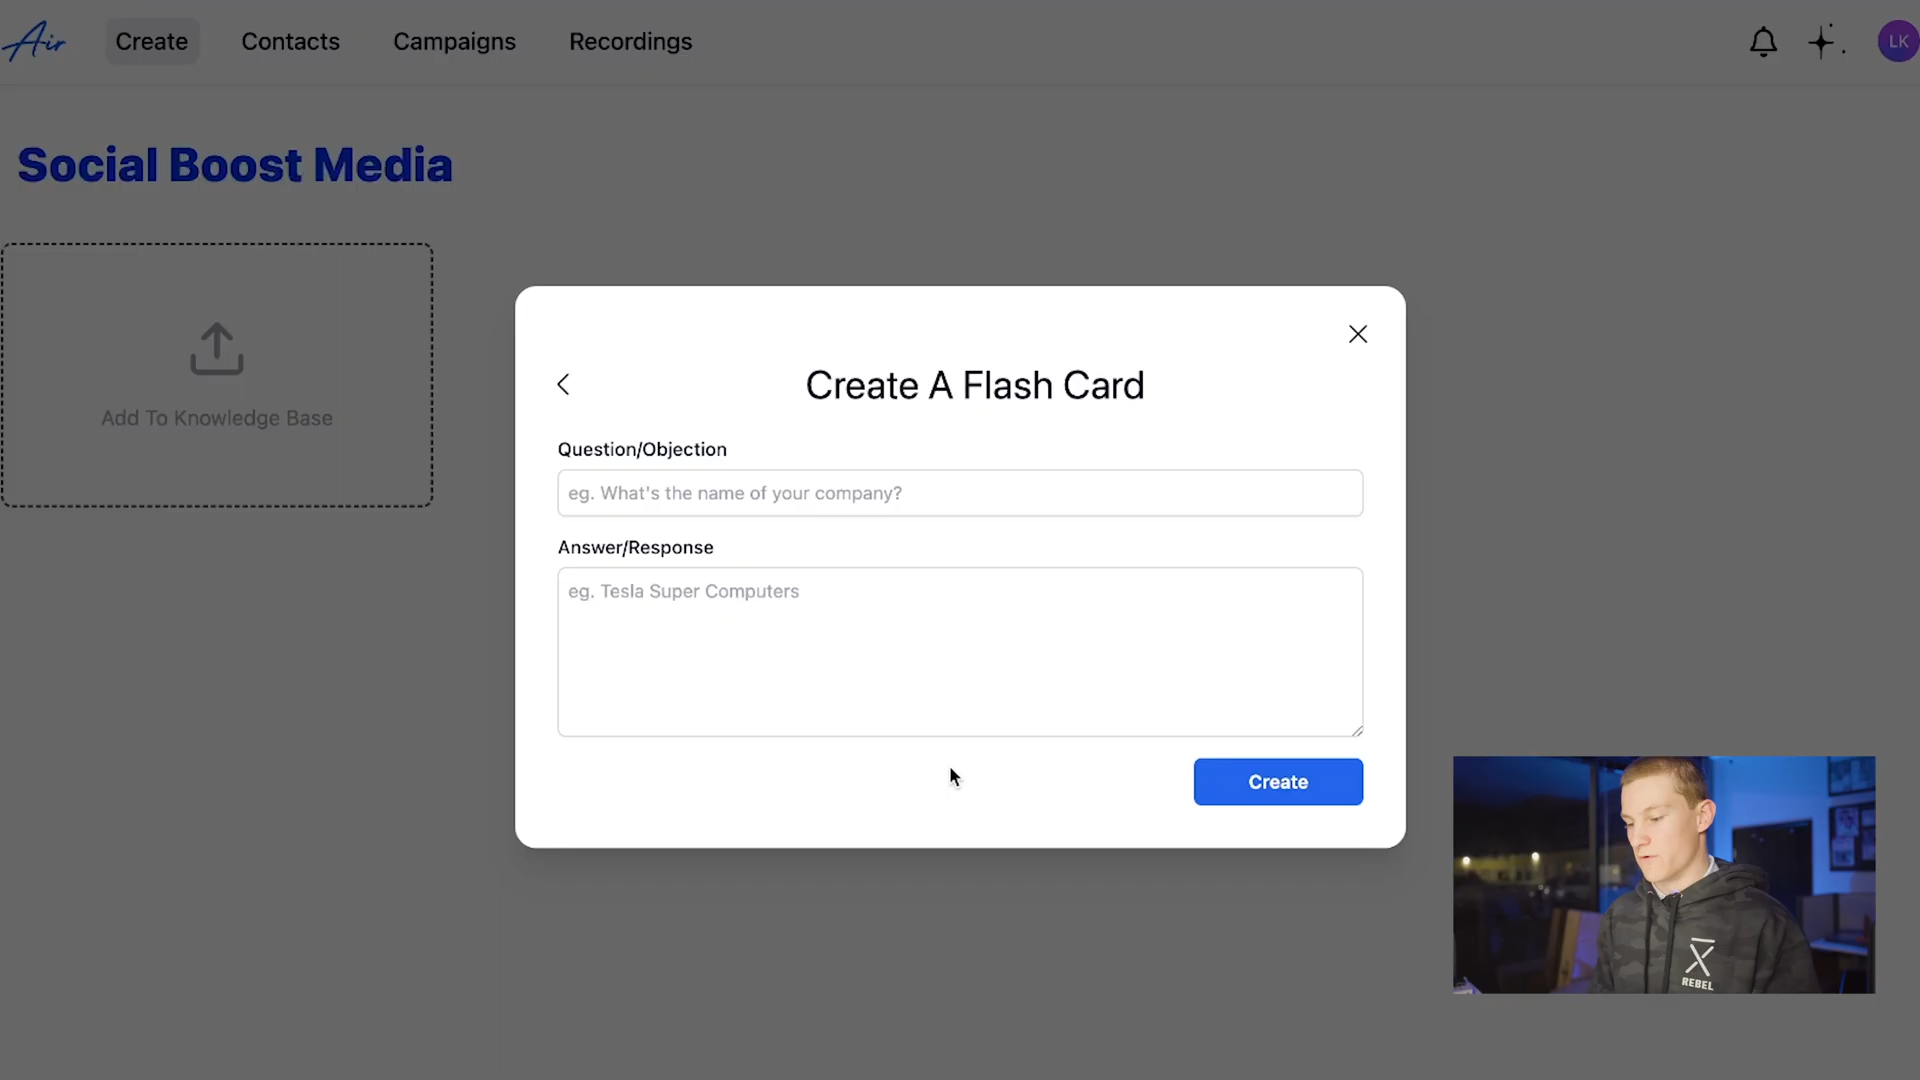 Air
Create
Contacts
Campaigns
Recordings
LK
Social Boost Media
Add To Knowledge Base
Create A Flash Card
Question/Objection
eg. What's the name of your company?
Answer/Response
eg. Tesla Super Computers
Create
REBEL